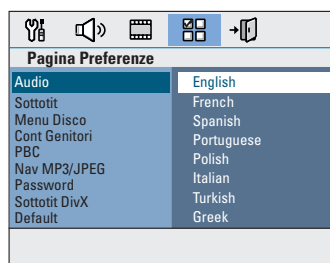 Pagina Preferenze
Audio
Sottotit
Menu Disco
Cont Genitori
PBC
Nav MP3/JPEG
Password
Sottotit DivX
Default
English
French
Spanish
Portuguese
Polish
Italian
Turkish
Greek